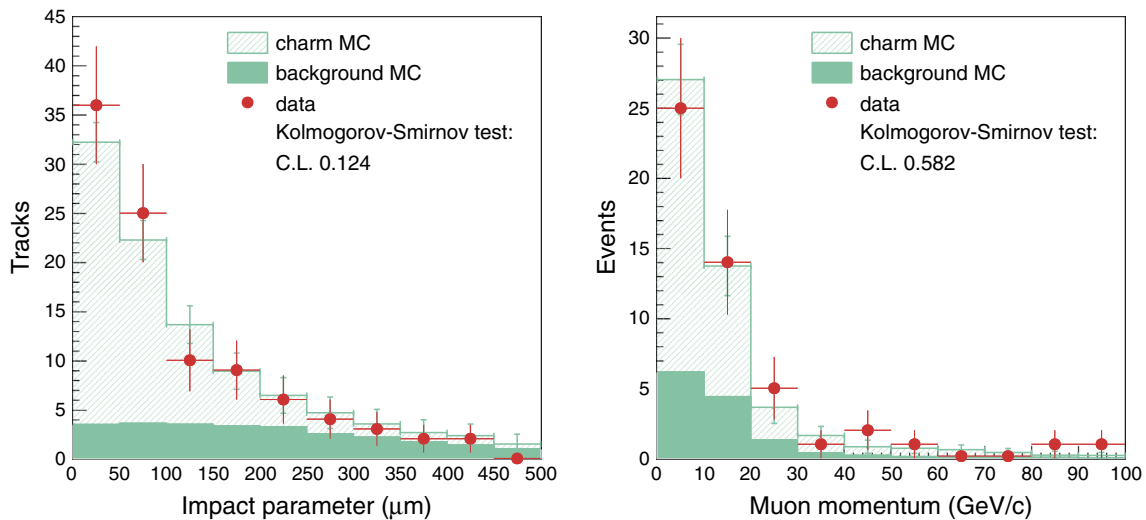 45
40
35
30
25
20
15
10
5
0
Tracks
charm MC
background MC
data
Kolmogorov-Smirnov test:
C.L. 0.124
0 50 100 150 200 250 300 350 400 450 500
Impact parameter (μm)
30
25
20
15
10
5
0
Events
charm MC
background MC
data
Kolmogorov-Smirnov test:
C.L. 0.582
0 10 20 30 40 50 60 70 80 90 100
Muon momentum (GeV/c)